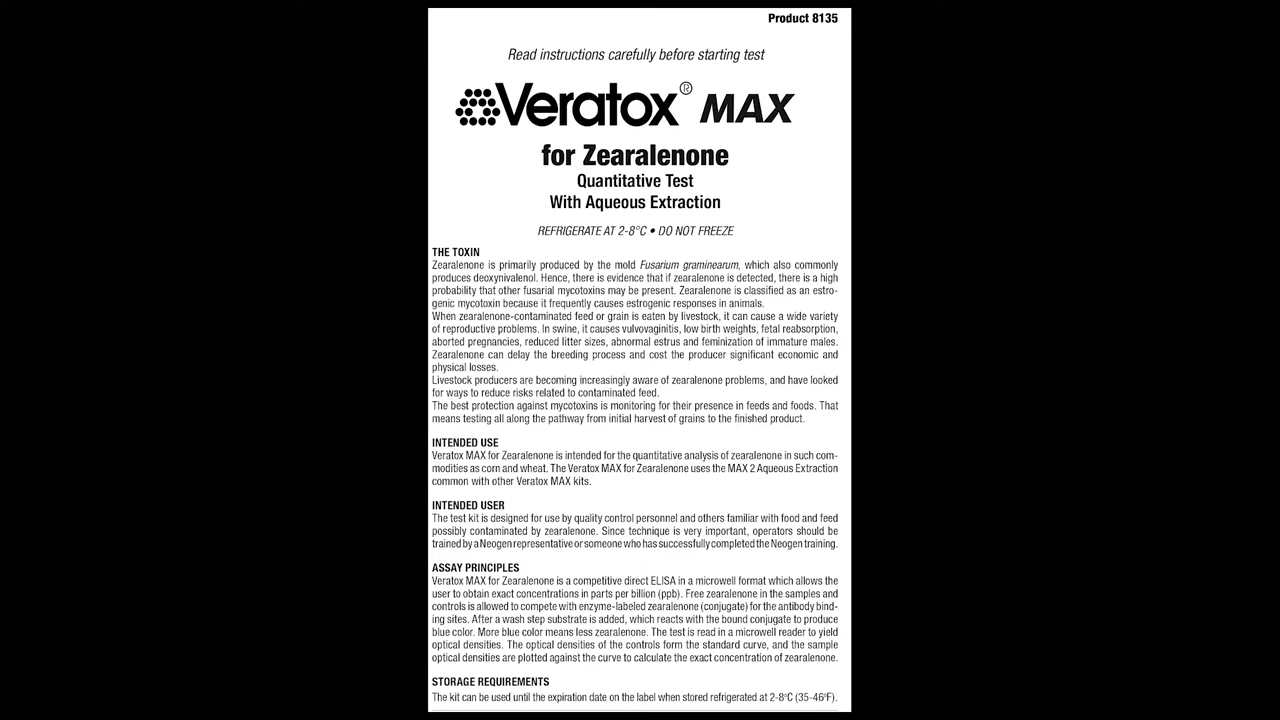 Product 8135
Read instructions carefully before starting test
Veratox® MAX
for Zearalenone
Quantitative Test
With Aqueous Extraction
REFRIGERATE AT 2-8°C • DO NOT FREEZE
THE TOXIN
Zearalenone is primarily produced by the mold Fusarium graminearum, which also commonly
produces deoxynivalenol. Hence, there is evidence that if zearalenone is detected, there is a high
probability that other fusarial mycotoxins may be present. Zearalenone is classified as an estro-
genic mycotoxin because it frequently causes estrogenic responses in animals.
When zearalenone-contaminated feed or grain is eaten by livestock, it can cause a wide variety
of reproductive problems. In swine, it causes vulvovaginitis, low birth weights, fetal reabsorption,
aborted pregnancies, reduced litter sizes, abnormal estrus and feminization of immature males.
Zearalenone can delay the breeding process and cost the producer significant economic and
physical losses.
Livestock producers are becoming increasingly aware of zearalenone problems, and have looked
for ways to reduce risks related to contaminated feed.
The best protection against mycotoxins is monitoring for their presence in feeds and foods. That
means testing all along the pathway from initial harvest of grains to the finished product.
INTENDED USE
Veratox MAX for Zearalenone is intended for the quantitative analysis of zearalenone in such com-
modities as corn and wheat. The Veratox MAX for Zearalenone uses the MAX 2 Aqueous Extraction
common with other Veratox MAX kits.
INTENDED USER
The test kit is designed for use by quality control personnel and others familiar with food and feed
possibly contaminated by zearalenone. Since technique is very important, operators should be
trained by a Neogen representative or someone who has successfully completed the Neogen training.
ASSAY PRINCIPLES
Veratox MAX for Zearalenone is a competitive direct ELISA in a microwell format which allows the
user to obtain exact concentrations in parts per billion (ppb). Free zearalenone in the samples and
controls is allowed to compete with enzyme-labeled zearalenone (conjugate) for the antibody bind-
ing sites. After a wash step substrate is added, which reacts with the bound conjugate to produce
blue color. More blue color means less zearalenone. The test is read in a microwell reader to yield
optical densities. The optical densities of the controls form the standard curve, and the sample
optical densities are plotted against the curve to calculate the exact concentration of zearalenone.
STORAGE REQUIREMENTS
The kit can be used until the expiration date on the label when stored refrigerated at 2-8°C (35-46°F).